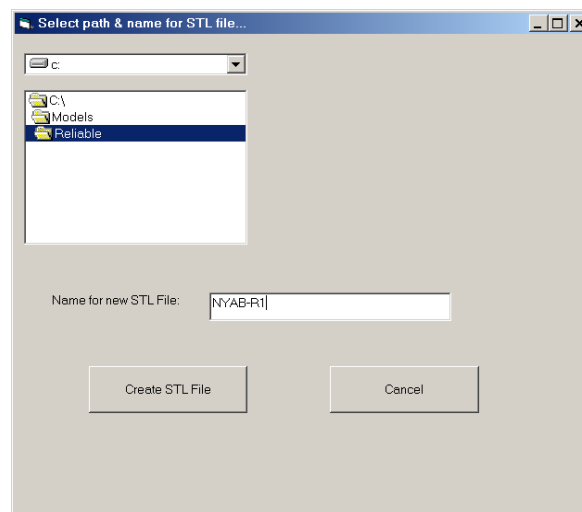 Select path & name for STL file...
c:
C:\
Models
Reliable
Name for new STL File: NYAB-R1
Create STL File Cancel